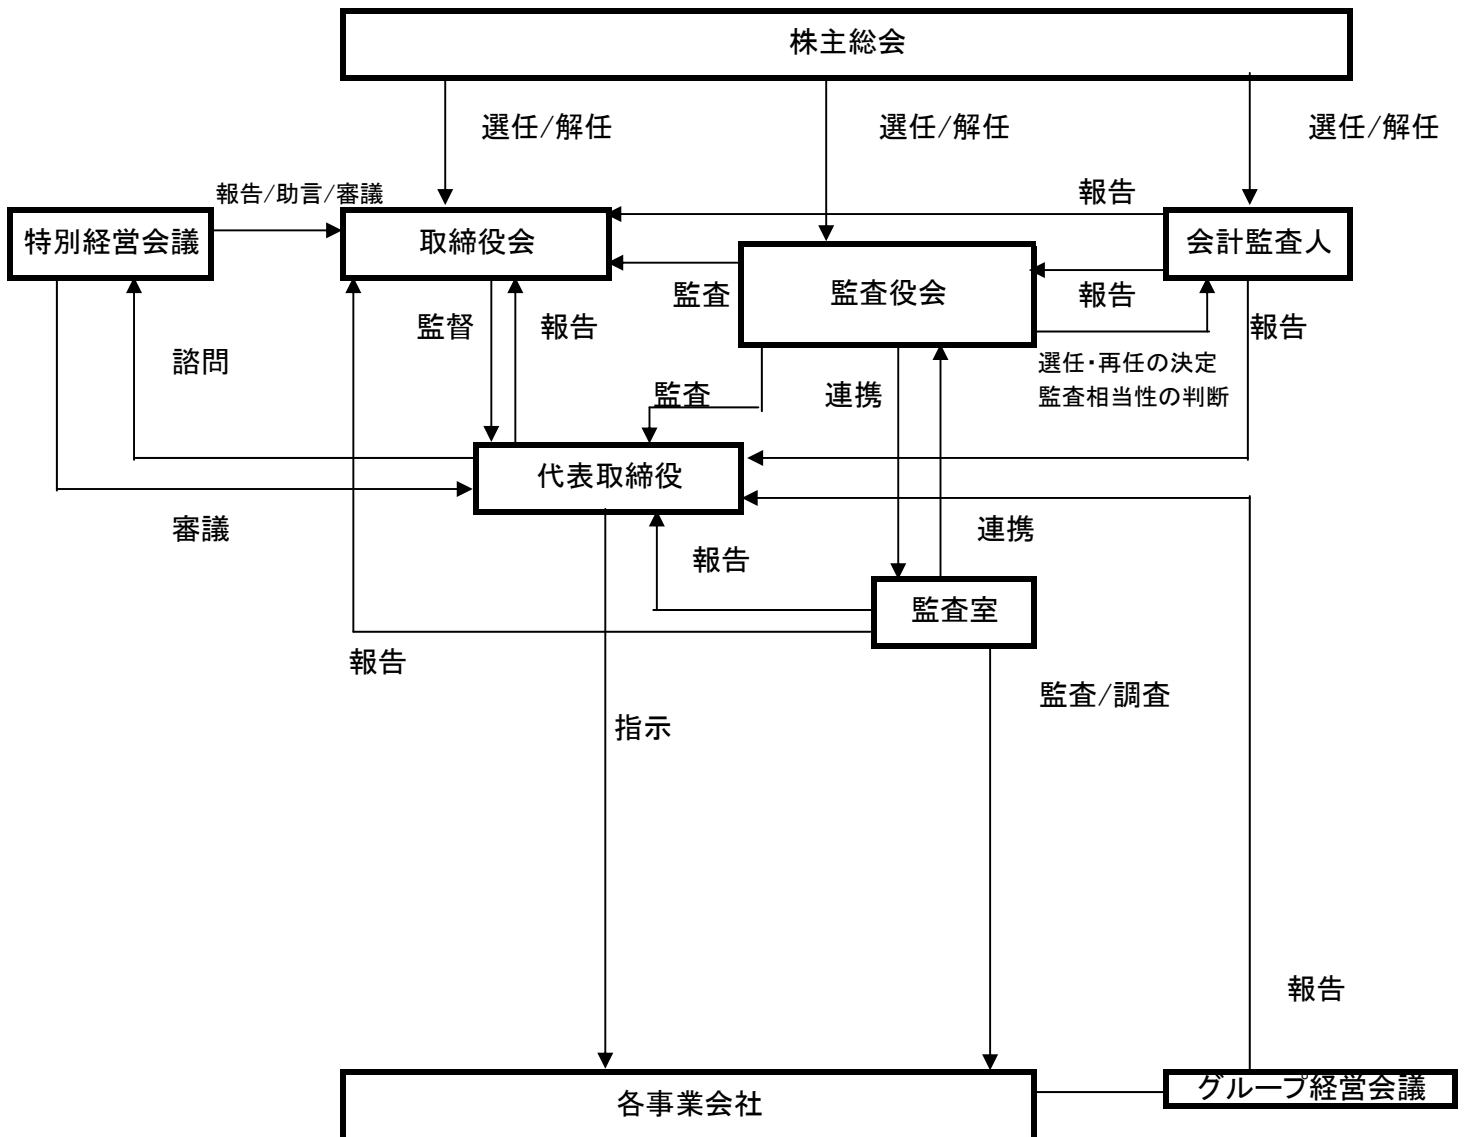 株主総会
選任/解任
選任/解任
選任/解任
報告/助言/審議
報告
特別経営会議
取締役会
会計監査人
監査役会
監査
報告
監督
報告
報告
諮問
選任・再任の決定
監査相当性の判断
監査
連携
代表取締役
審議
連携
報告
監査室
報告
監査/調査
指示
報告
グループ経営会議
各事業会社